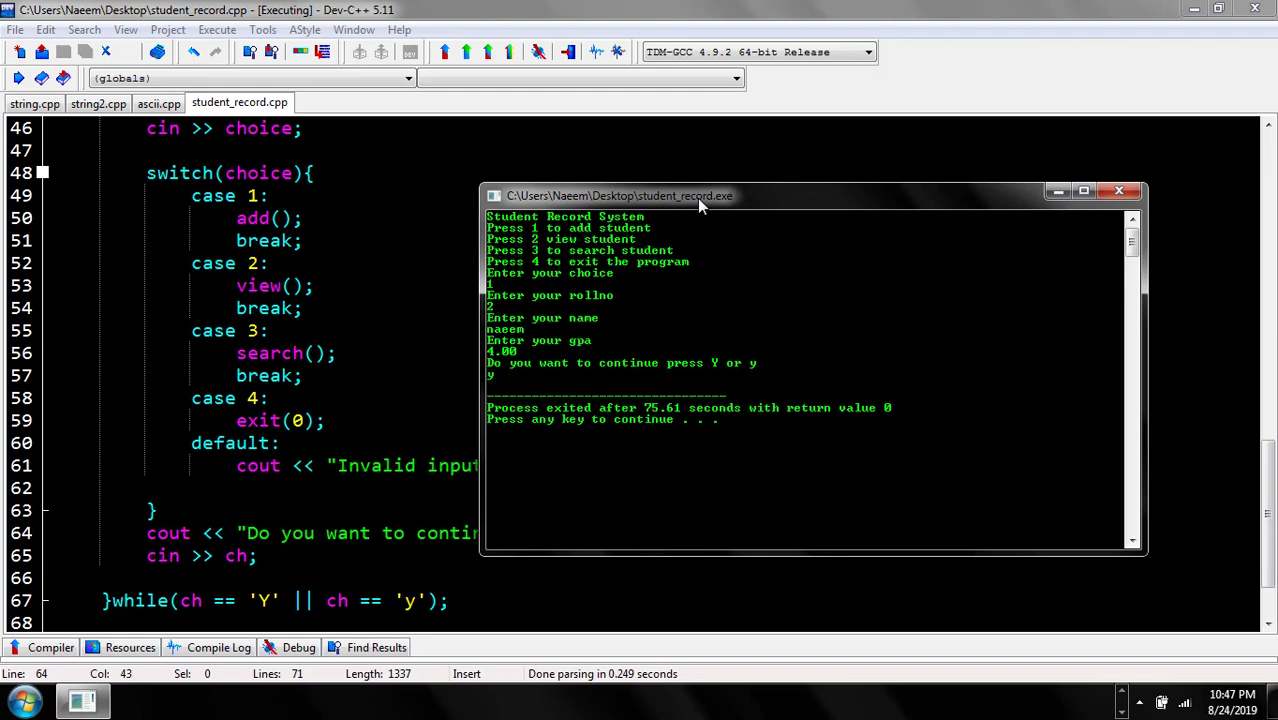 C:\Users\Naeem\Desktop\student_record.cpp - [Executing] - Dev-C++ 5.11
File Edit Search View Project Execute Tools AStyle Window Help
TDM-GCC 4.9.2 64-bit Release
(globals)
string.cpp string2.cpp ascii.cpp student_record.cpp
46 cin >> choice;
47
48 switch(choice){
49 case 1:
50 add();
51 break;
52 case 2:
53 view();
54 break;
55 case 3:
56 search();
57 break;
58 case 4:
59 exit(0);
60 default:
61 cout << "Invalid input
62
63 }
64 cout << "Do you want to contin
65 cin >> ch;
66
67 }while(ch == 'Y' || ch == 'y');
68
C:\Users\Naeem\Desktop\student_record.exe
Student Record System
Press 1 to add student
Press 2 view student
Press 3 to search student
Press 4 to exit the program
Enter your choice
1
Enter your rollno
2
Enter your name
naeem
Enter your gpa
4.00
Do you want to continue press Y or y
y
--------------------------------
Process exited after 75.61 seconds with return value 0
Press any key to continue . . .
Compiler Resources Compile Log Debug Find Results
Line: 64 Col: 43 Sel: 0 Lines: 71 Length: 1337 Insert Done parsing in 0.249 seconds
10:47 PM
8/24/2019